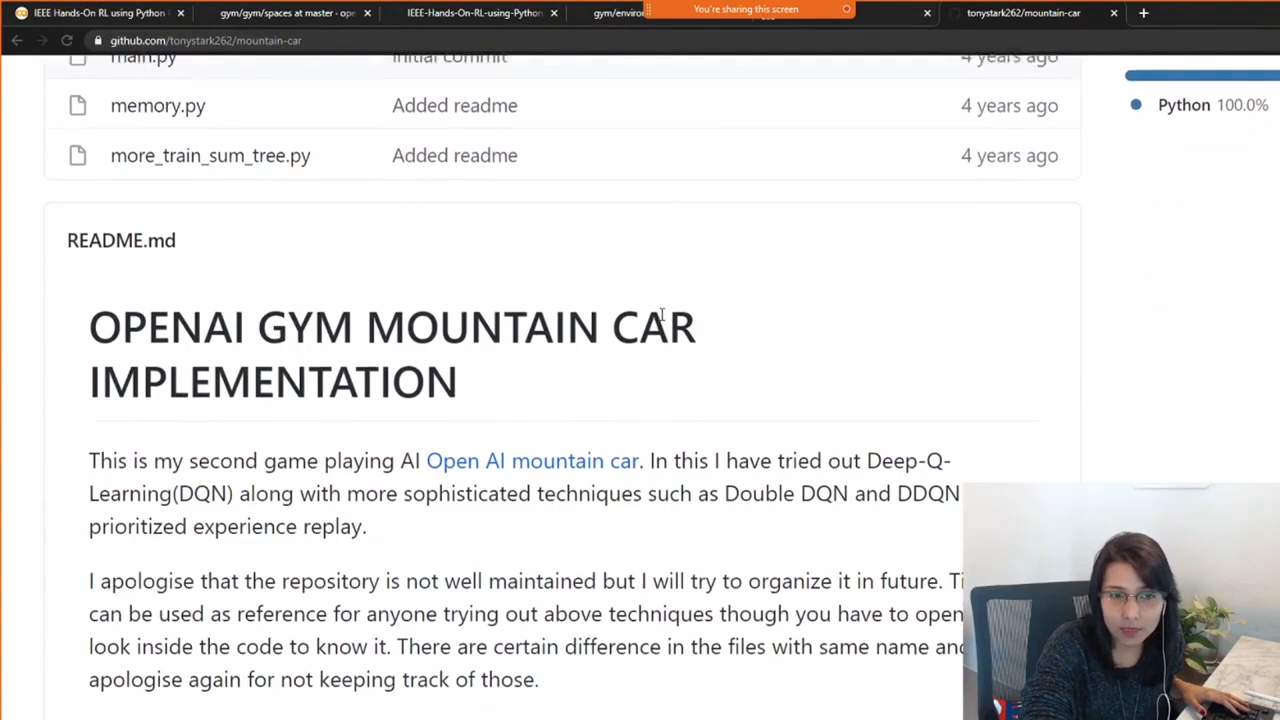 IEEE Hands-On RL using Python
gym/gym/spaces at master · ope
IEEE-Hands-On-RL-using-Python
gym/enviro
You're sharing this screen
tonystark262/mountain-car
github.com/tonystark262/mountain-car
main.py Initial commit 4 years ago
memory.py Added readme 4 years ago
more_train_sum_tree.py Added readme 4 years ago
Python 100.0%
README.md
OPENAI GYM MOUNTAIN CAR
IMPLEMENTATION
This is my second game playing AI Open AI mountain car. In this I have tried out Deep-Q-
Learning(DQN) along with more sophisticated techniques such as Double DQN and DDQN
prioritized experience replay.
I apologise that the repository is not well maintained but I will try to organize it in future.
can be used as reference for anyone trying out above techniques though you have to open
look inside the code to know it. There are certain difference in the files with same name and
apologise again for not keeping track of those.